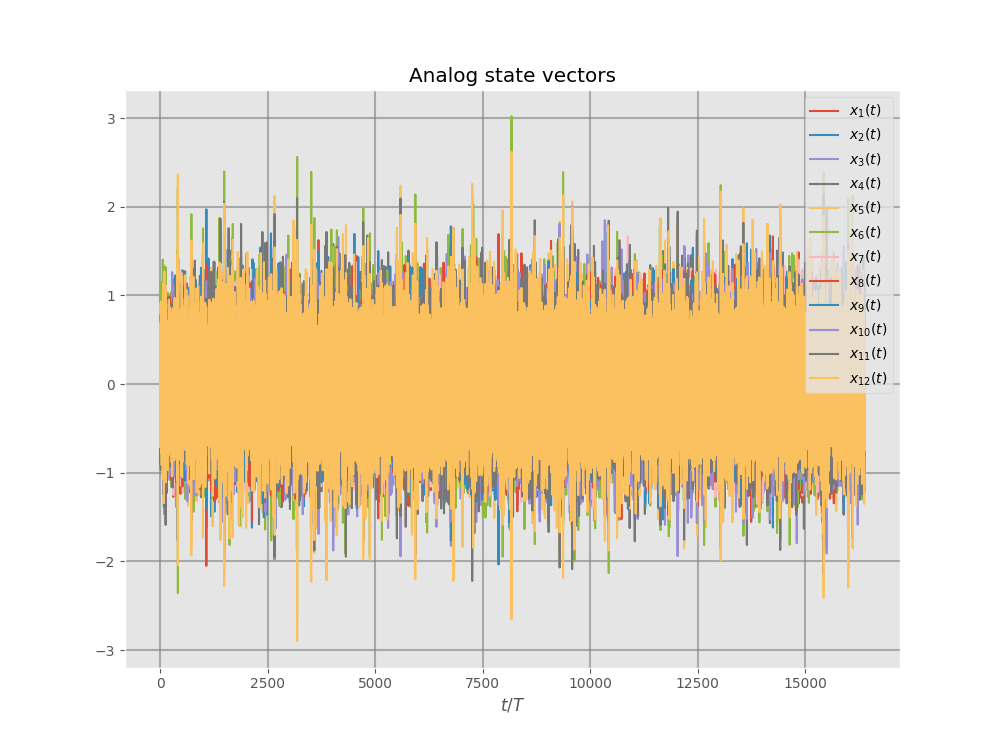 Analog state vectors
3
2
1
0
−1
−2
−3
0 2500 5000 7500 10000 12500 15000
t/T
x₁(t)
x₂(t)
x₃(t)
x₄(t)
x₅(t)
x₆(t)
x₇(t)
x₈(t)
x₉(t)
x₁₀(t)
x₁₁(t)
x₁₂(t)